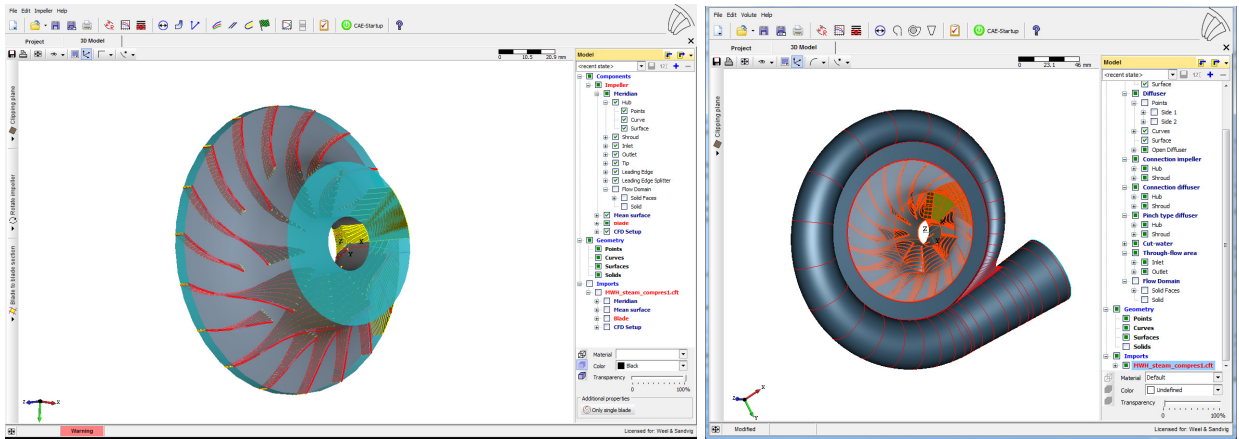 File Edit Impeller Help
CAE-Startup
Project 3D Model
0 10.5 20.9 mm
Clipping plane
Rotate impeller
Blade to blade section
Z X Y
Z X
Model
<recent state>
Components
Impeller
Meridian
Hub
Points
Curve
Surface
Shroud
Inlet
Outlet
Tip
Leading Edge
Leading Edge Splitter
Flow Domain
Solid Faces
Solid
Mean surface
Blade
CFD Setup
Geometry
Points
Curves
Surfaces
Solids
Imports
HWH_steam_compres1.cft
Meridian
Mean surface
Blade
CFD Setup
Material
Color Black
Transparency
0 100%
Additional properties
Only single blade
Warning
Licensed for: Weel & Sandvig
File Edit Volute Help
CAE-Startup
Project 3D Model
0 23.1 46 mm
Clipping plane
Z X Y
Model
<recent state>
Surface
Diffuser
Points
Side 1
Side 2
Curves
Surface
Open Diffuser
Connection impeller
Hub
Shroud
Connection diffuser
Hub
Shroud
Pinch type diffuser
Hub
Shroud
Cut-water
Through-flow area
Inlet
Outlet
Flow Domain
Solid Faces
Solid
Geometry
Points
Curves
Surfaces
Solids
Imports
HWH_steam_compres1.cft
Material Default
Color Undefined
Transparency
0 100%
Modified
Licensed for: Weel & Sandvig